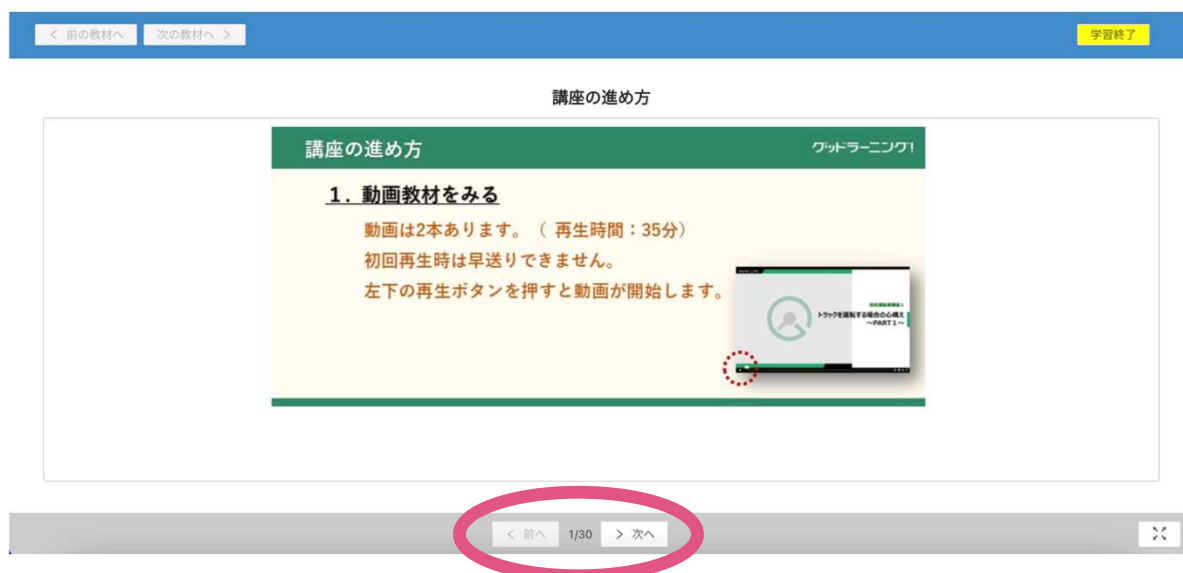 < 前の教材へ 次の教材へ >
学習終了
講座の進め方
講座の進め方
グッドラーニング!
1. 動画教材をみる
動画は2本あります。（ 再生時間：35分）
初回再生時は早送りできません。
左下の再生ボタンを押すと動画が開始します。
トラックを運転する場合の心構え
～PART 1～
< 前へ 1/30 > 次へ